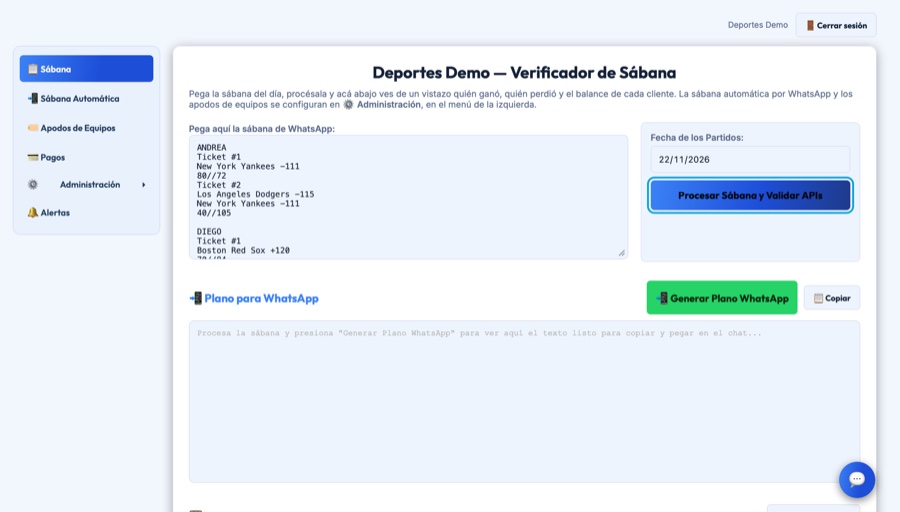 Deportes Demo
Cerrar sesión
Sábana
Sábana Automática
Apodos de Equipos
Pagos
Administración
Alertas
Deportes Demo — Verificador de Sábana
Pega la sábana del día, procésala y acá abajo ves de un vistazo quién ganó, quién perdió y el balance de cada cliente. La sábana automática por WhatsApp y los
apodos de equipos se configuran en ⚙️ Administración, en el menú de la izquierda.
Pega aquí la sábana de WhatsApp:
ANDREA
Ticket #1
New York Yankees −111
80//72
Ticket #2
Los Angeles Dodgers −115
New York Yankees −111
40//105
DIEGO
Ticket #1
Boston Red Sox +120
Fecha de los Partidos:
22/11/2026
Procesar Sábana y Validar APIs
Plano para WhatsApp
Generar Plano WhatsApp
Copiar
Procesa la sábana y presiona "Generar Plano WhatsApp" para ver aquí el texto listo para copiar y pegar en el chat...